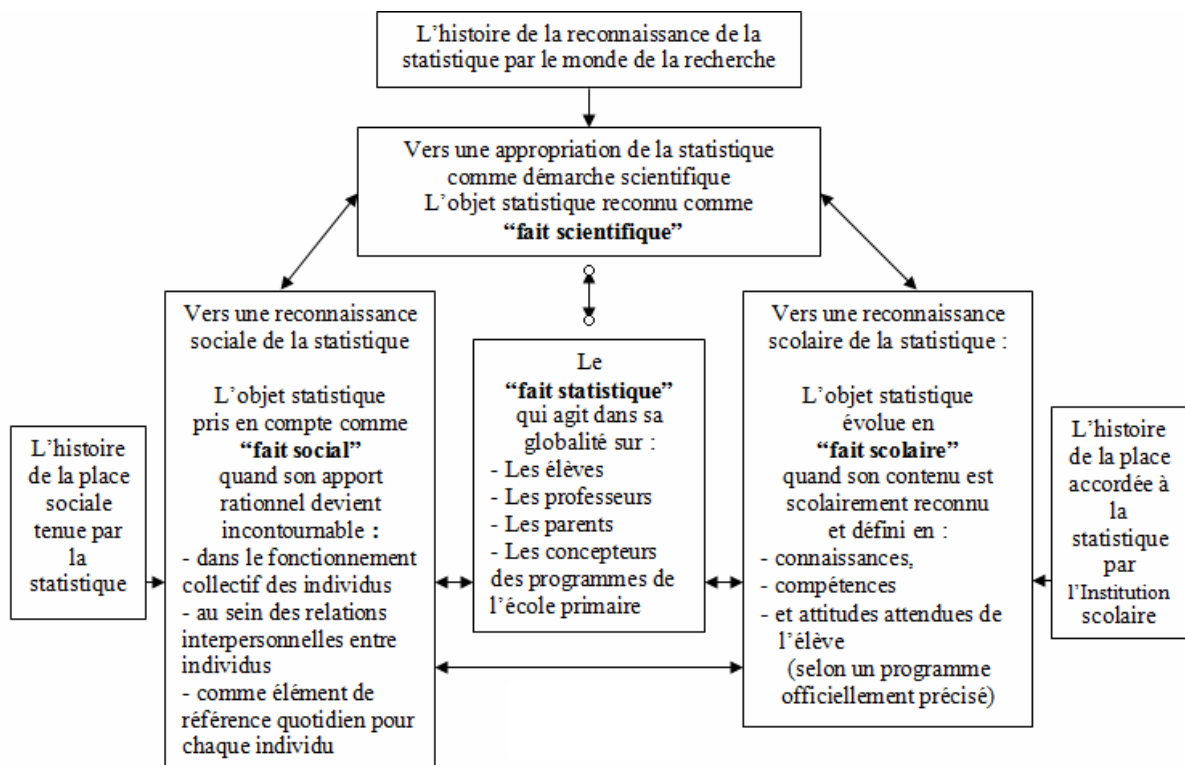 L'histoire de la reconnaissance de la
statistique par le monde de la recherche
Vers une appropriation de la statistique
comme démarche scientifique
L'objet statistique reconnu comme
“fait scientifique”
L'histoire
de la place
sociale
tenue par
la
statistique
Vers une reconnaissance
sociale de la statistique
L'objet statistique
pris en compte comme
“fait social”
quand son apport
rationnel devient
incontournable :
- dans le fonctionnement
collectif des individus
- au sein des relations
interpersonnelles entre
individus
- comme élément de
référence quotidien pour
chaque individu
Le
“fait statistique”
qui agit dans sa
globalité sur :
- Les élèves
- Les professeurs
- Les parents
- Les concepteurs
des programmes de
l'école primaire
Vers une reconnaissance
scolaire de la statistique :
L'objet statistique
évolue en
“fait scolaire”
quand son contenu est
scolairement reconnu
et défini en :
- connaissances,
- compétences
- et attitudes attendues de
l'élève
(selon un programme
officiellement précisé)
L'histoire
de la place
accordée à
la
statistique
par
l'Institution
scolaire